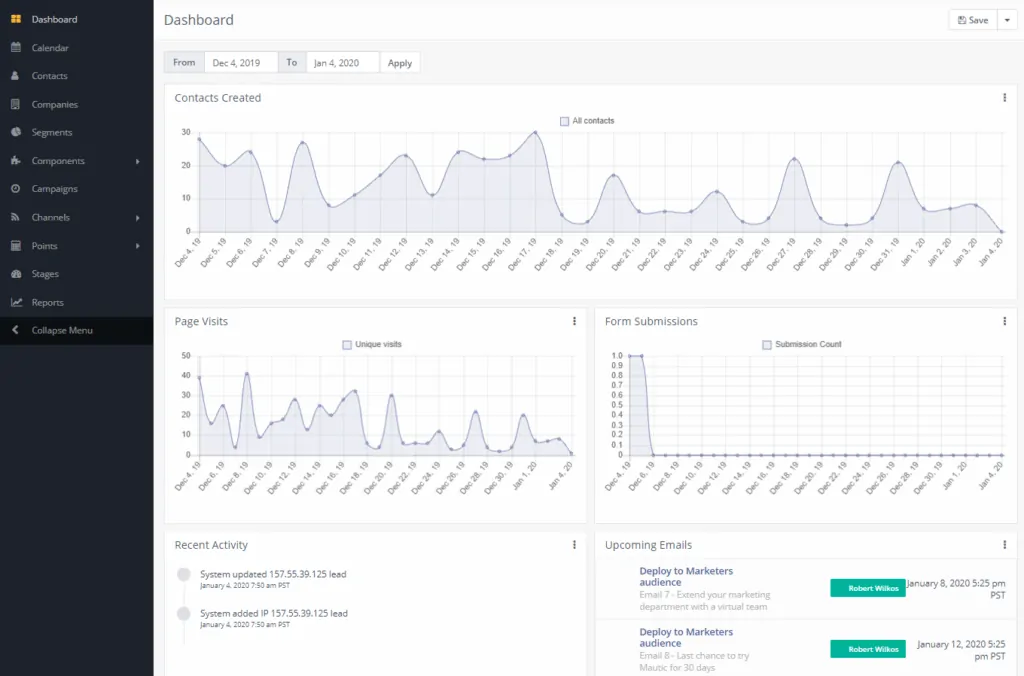 Dashboard
Calendar
Contacts
Companies
Segments
Components
Campaigns
Channels
Points
Stages
Reports
Collapse Menu
Dashboard
Save
From Dec 4, 2019 To Jan 4, 2020 Apply
Contacts Created
All contacts
30
20
10
0
Dec 4, 19 Dec 5, 19 Dec 6, 19 Dec 7, 19 Dec 8, 19 Dec 9, 19 Dec 10, 19 Dec 11, 19 Dec 12, 19 Dec 13, 19 Dec 14, 19 Dec 15, 19 Dec 16, 19 Dec 17, 19 Dec 18, 19 Dec 19, 19 Dec 20, 19 Dec 21, 19 Dec 22, 19 Dec 23, 19 Dec 24, 19 Dec 25, 19 Dec 26, 19 Dec 27, 19 Dec 28, 19 Dec 29, 19 Dec 30, 19 Dec 31, 19 Jan 1, 20 Jan 2, 20 Jan 3, 20 Jan 4, 20
Page Visits
Unique visits
50
40
30
20
10
0
Dec 4, 19 Dec 6, 19 Dec 8, 19 Dec 10, 19 Dec 12, 19 Dec 14, 19 Dec 16, 19 Dec 18, 19 Dec 20, 19 Dec 22, 19 Dec 24, 19 Dec 26, 19 Dec 28, 19 Dec 30, 19 Jan 1, 20 Jan 4, 20
Form Submissions
Submission Count
1.0
0.9
0.8
0.7
0.6
0.5
0.4
0.3
0.2
0.1
0
Dec 4, 19 Dec 6, 19 Dec 8, 19 Dec 10, 19 Dec 12, 19 Dec 14, 19 Dec 16, 19 Dec 18, 19 Dec 20, 19 Dec 22, 19 Dec 24, 19 Dec 26, 19 Dec 28, 19 Dec 30, 19 Jan 1, 20 Jan 4, 20
Recent Activity
System updated 157.55.39.125 lead
January 4, 2020 7:50 am PST
System added IP 157.55.39.125 lead
January 4, 2020 7:50 am PST
Upcoming Emails
Deploy to Marketers
audience
Email 7 - Extend your marketing
department with a virtual team
Robert Wilkos
January 8, 2020 5:25 pm
PST
Deploy to Marketers
audience
Email 8 - Last chance to try
Mautic for 30 days
Robert Wilkos
January 12, 2020 5:25
pm PST